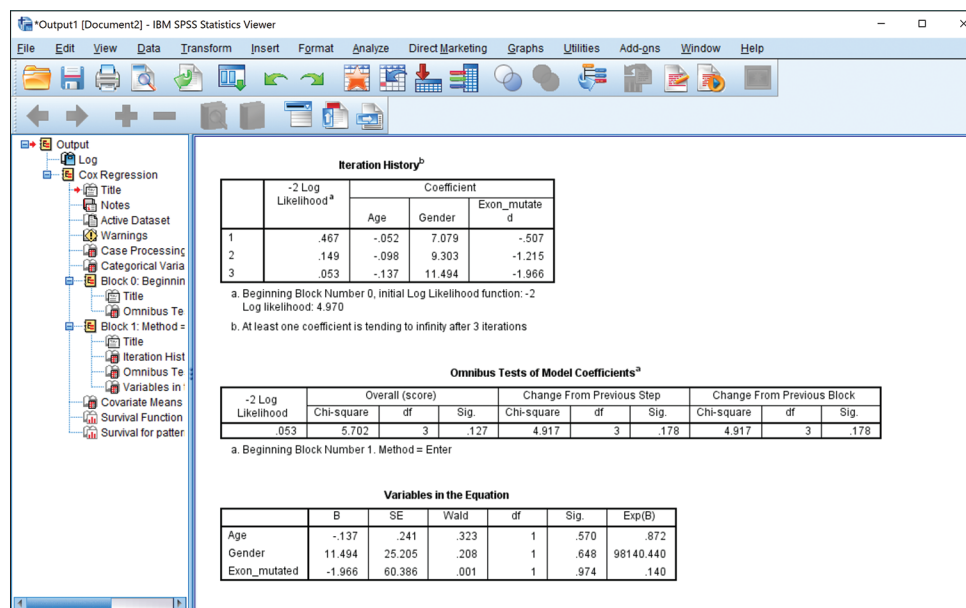 *Output1 [Document2] - IBM SPSS Statistics Viewer
File Edit View Data Transform Insert Format Analyze Direct Marketing Graphs Utilities Add-ons Window Help
Output
Log
Cox Regression
Title
Notes
Active Dataset
Warnings
Case Processing
Categorical Varia
Block 0: Beginnin
Title
Omnibus Te
Block 1: Method =
Title
Iteration Hist
Omnibus Te
Variables in t
Covariate Means
Survival Function
Survival for patter
Iteration History b
-2 Log Likelihood a Coefficient
Age Gender Exon_mutate d
1 .467 -.052 7.079 -.507
2 .149 -.098 9.303 -1.215
3 .053 -.137 11.494 -1.966
a. Beginning Block Number 0, initial Log Likelihood function: -2
Log likelihood: 4.970
b. At least one coefficient is tending to infinity after 3 iterations
Omnibus Tests of Model Coefficients a
-2 Log Likelihood Overall (score) Change From Previous Step Change From Previous Block
Chi-square df Sig. Chi-square df Sig. Chi-square df Sig.
.053 5.702 3 .127 4.917 3 .178 4.917 3 .178
a. Beginning Block Number 1. Method = Enter
Variables in the Equation
B SE Wald df Sig. Exp(B)
Age -.137 .241 .323 1 .570 .872
Gender 11.494 25.205 .208 1 .648 98140.440
Exon_mutated -1.966 60.386 .001 1 .974 .140